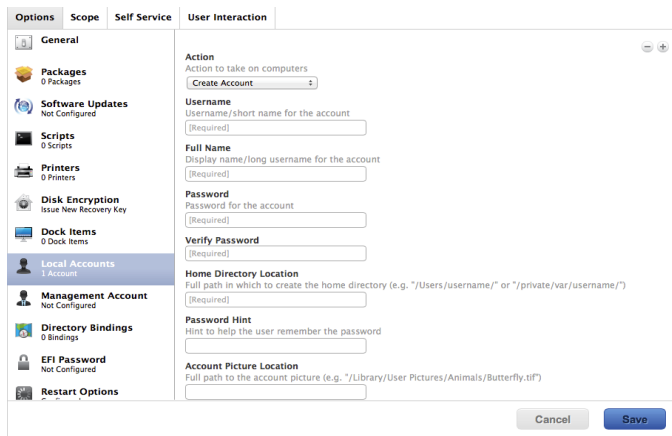 Options Scope Self Service User Interaction
General
Packages
0 Packages
Software Updates
Not Configured
Scripts
0 Scripts
Printers
0 Printers
Disk Encryption
Issue New Recovery Key
Dock Items
0 Dock Items
Local Accounts
1 Account
Management Account
Not Configured
Directory Bindings
0 Bindings
EFI Password
Not Configured
Restart Options
Action
Action to take on computers
Create Account
Username
Username/short name for the account
[Required]
Full Name
Display name/long username for the account
[Required]
Password
Password for the account
[Required]
Verify Password
[Required]
Home Directory Location
Full path in which to create the home directory (e.g. "/Users/username/" or "/private/var/username/")
[Required]
Password Hint
Hint to help the user remember the password
Account Picture Location
Full path to the account picture (e.g. "/Library/User Pictures/Animals/Butterfly.tif")
Cancel Save